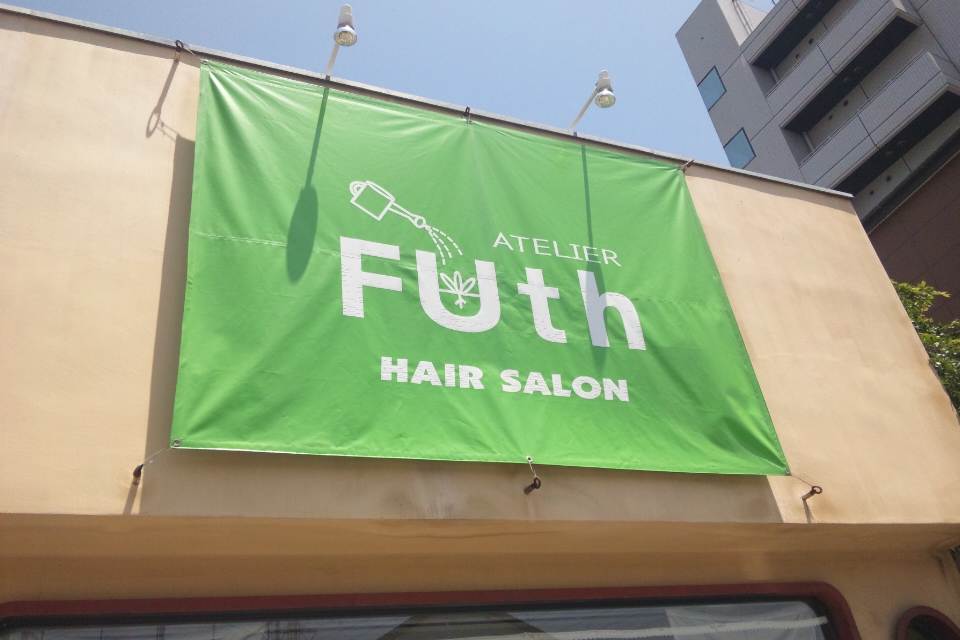 ATELIER
FUth
HAIR SALON